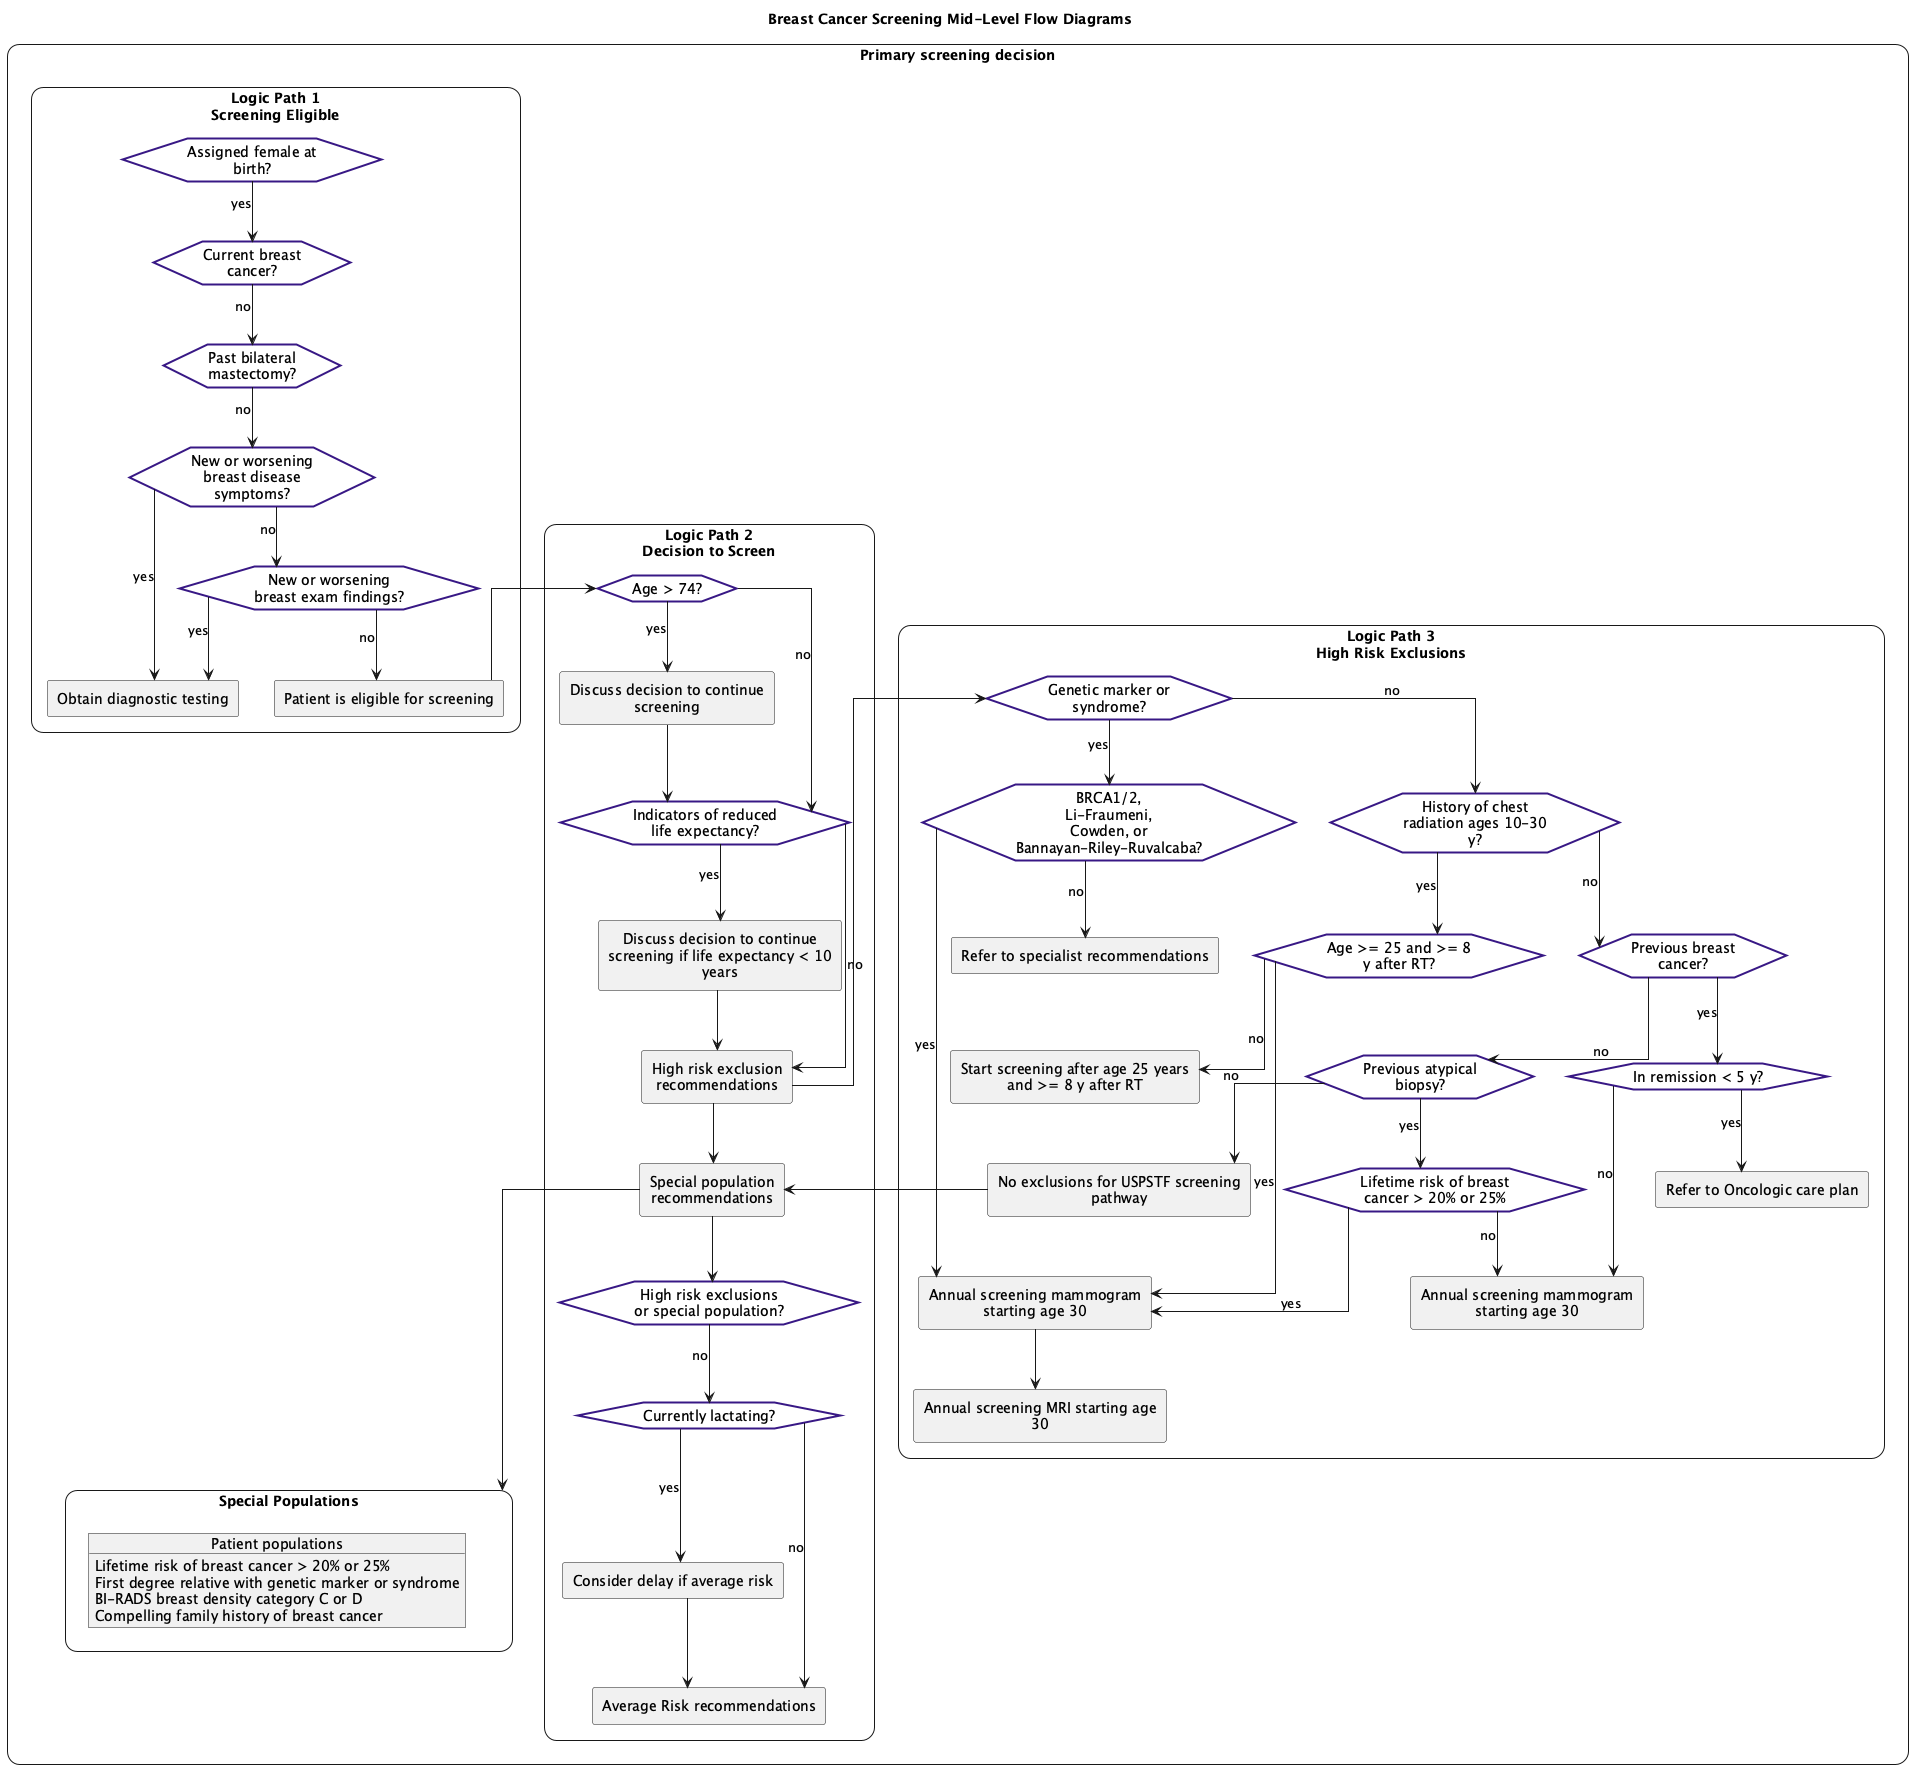 Breast Cancer Screening Mid-Level Flow Diagrams
Primary screening decision
Logic Path 1
Screening Eligible
Assigned female at
birth?
yes
Current breast
cancer?
no
Past bilateral
mastectomy?
no
New or worsening
breast disease
symptoms?
no
yes
New or worsening
breast exam findings?
yes
no
Obtain diagnostic testing
Patient is eligible for screening
Logic Path 2
Decision to Screen
Age > 74?
yes
no
Discuss decision to continue
screening
Indicators of reduced
life expectancy?
yes
no
Discuss decision to continue
screening if life expectancy < 10
years
High risk exclusion
recommendations
Special population
recommendations
High risk exclusions
or special population?
no
Currently lactating?
yes
no
Consider delay if average risk
Average Risk recommendations
Logic Path 3
High Risk Exclusions
Genetic marker or
syndrome?
no
yes
BRCA1/2,
Li-Fraumeni,
Cowden, or
Bannayan-Riley-Ruvalcaba?
History of chest
radiation ages 10-30
y?
no
yes
no
Refer to specialist recommendations
Age >= 25 and >= 8
y after RT?
Previous breast
cancer?
yes
no
no
yes
Start screening after age 25 years
and >= 8 y after RT
no
Previous atypical
biopsy?
In remission < 5 y?
yes
yes
No exclusions for USPSTF screening
pathway
yes
Lifetime risk of breast
cancer > 20% or 25%
no
Refer to Oncologic care plan
no
yes
Annual screening mammogram
starting age 30
Annual screening mammogram
starting age 30
Annual screening MRI starting age
30
Special Populations
Patient populations
Lifetime risk of breast cancer > 20% or 25%
First degree relative with genetic marker or syndrome
BI-RADS breast density category C or D
Compelling family history of breast cancer